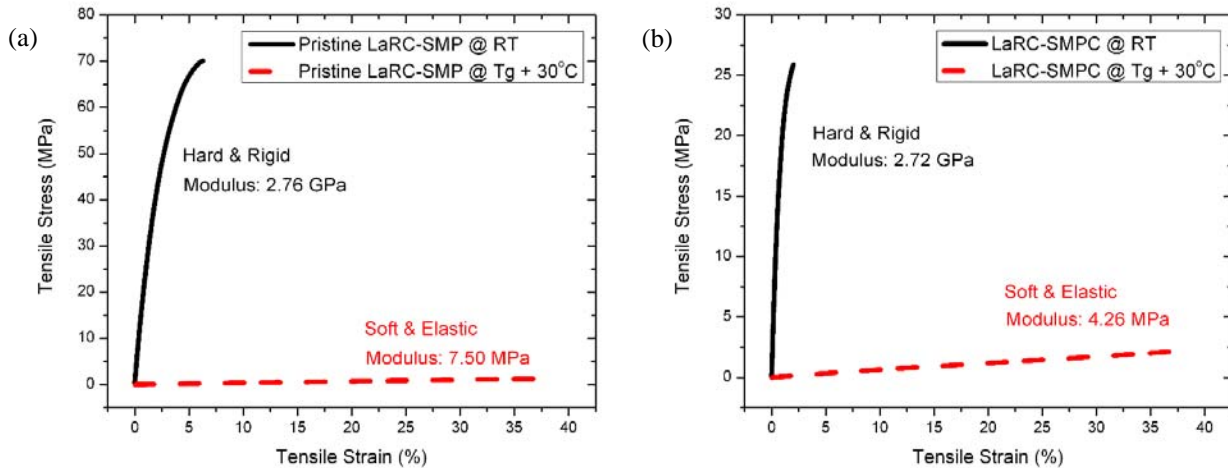 (a)
Pristine LaRC-SMP @ RT
Pristine LaRC-SMP @ Tg + 30°C
Hard & Rigid
Modulus: 2.76 GPa
Soft & Elastic
Modulus: 7.50 MPa
Tensile Stress (MPa)
80
70
60
50
40
30
20
10
0
0 5 10 15 20 25 30 35 40
Tensile Strain (%)
(b)
LaRC-SMPC @ RT
LaRC-SMPC @ Tg + 30°C
Hard & Rigid
Modulus: 2.72 GPa
Soft & Elastic
Modulus: 4.26 MPa
Tensile Stress (MPa)
30
25
20
15
10
5
0
0 5 10 15 20 25 30 35 40
Tensile Strain (%)